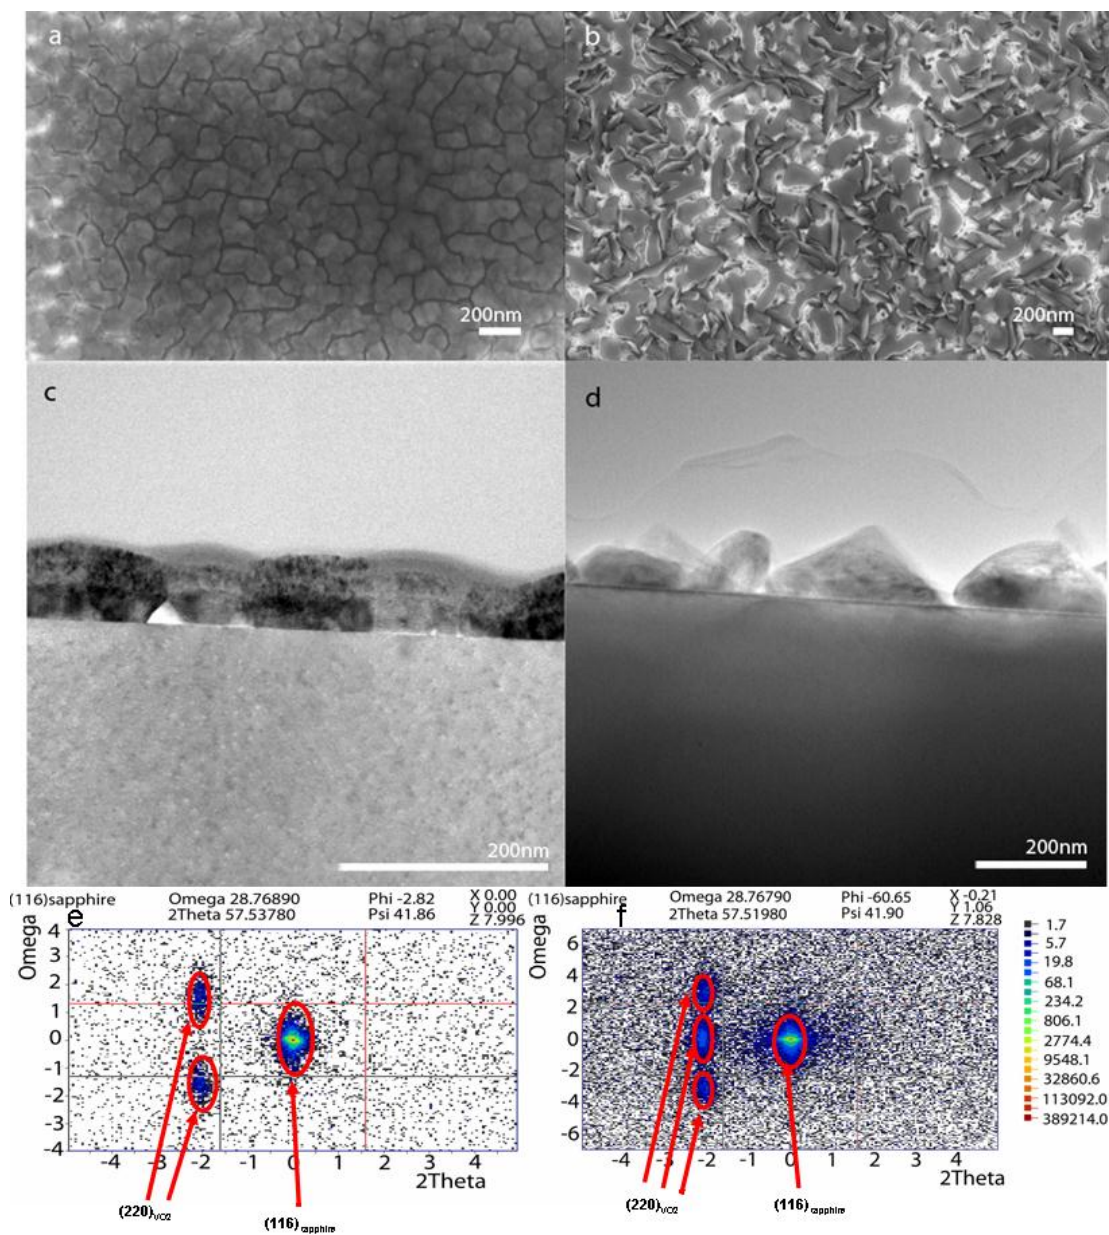 a
b
200nm
200nm
c
d
200nm
200nm
(116)sapphire Omega 28.76890 Phi -2.82 X 0.00
2Theta 57.53780 Psi 41.86 Y 0.00
Z 7.996
e
Omega
4
3
2
1
0
-1
-2
-3
-4
-4 -3 -2 -1 0 1 2 3 4
2Theta
(220)VO2
(116)sapphire
(116)sapphire Omega 28.76790 Phi -60.65 X -0.21
2Theta 57.51980 Psi 41.90 Y 1.06
Z 7.828
f
Omega
6
4
2
0
-2
-4
-6
-4 -3 -2 -1 0 1 2 3 4
2Theta
(220)VO2
(116)sapphire
1.7
5.7
19.8
68.1
234.2
806.1
2774.4
9548.1
32860.6
113092.0
389214.0